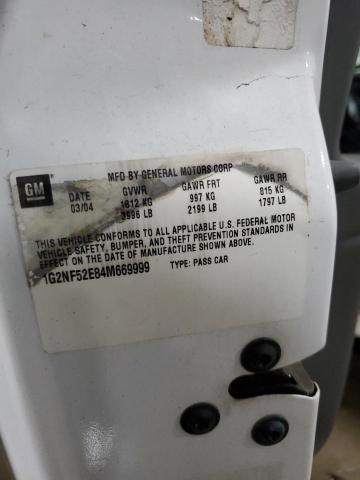 GM
MFD BY GENERAL MOTORS CORP
DATE GVWR GAWR FRT GAWR RR
03/04 1812 KG 997 KG 815 KG
3996 LB 2199 LB 1797 LB
THIS VEHICLE CONFORMS TO ALL APPLICABLE U.S. FEDERAL MOTOR
VEHICLE SAFETY, BUMPER, AND THEFT PREVENTION STANDARDS IN
EFFECT ON THE DATE OF MANUFACTURE SHOWN ABOVE.
1G2NF52E84M669999 TYPE: PASS CAR